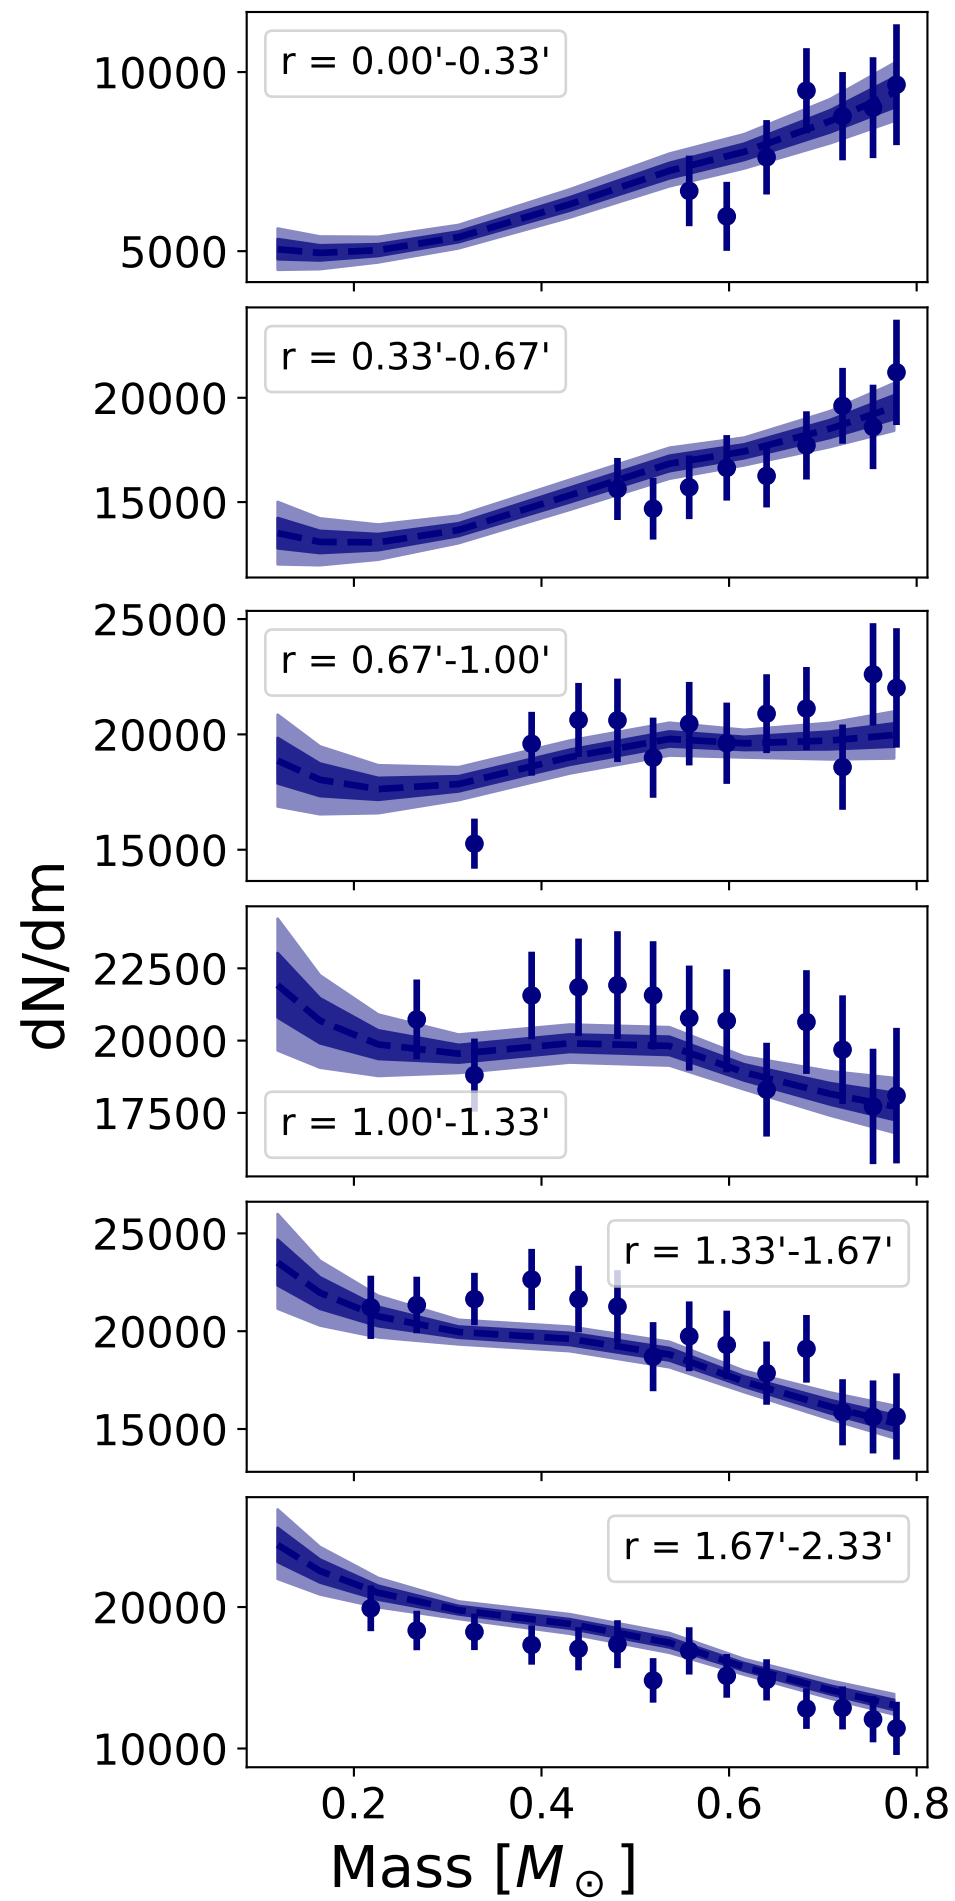 10000
r = 0.00'-0.33'
5000
20000
r = 0.33'-0.67'
15000
25000
r = 0.67'-1.00'
20000
15000
dN/dm
22500
20000
17500
r = 1.00'-1.33'
25000
r = 1.33'-1.67'
20000
15000
r = 1.67'-2.33'
20000
10000
0.2 0.4 0.6 0.8
Mass [M⊙]